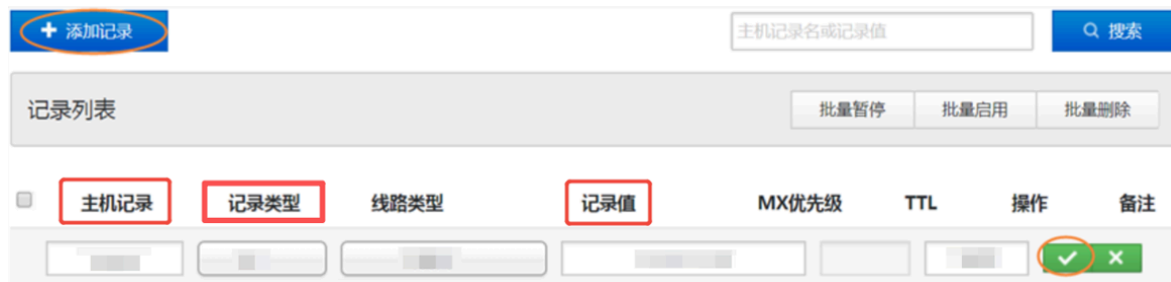 添加记录
主机记录名或记录值
搜索
记录列表
批量暂停 批量启用 批量删除
主机记录 记录类型 线路类型 记录值 MX优先级 TTL 操作 备注